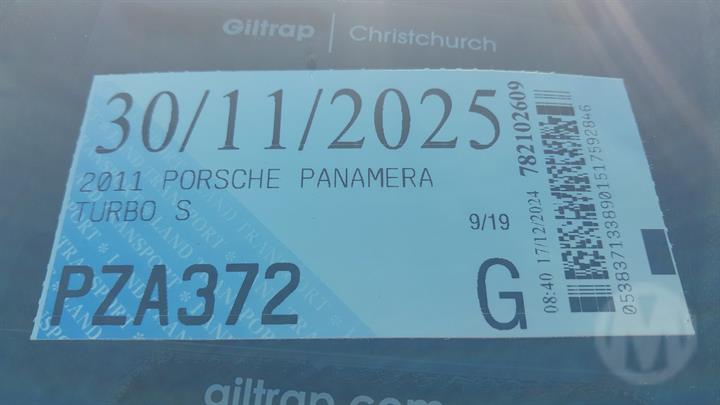 Giltrap | Christchurch
30/11/2025
2011 PORSCHE PANAMERA
TURBO S
9/19
PZA372
G
08:40 17/12/2024 782102609
0538371338901517592846
giltrap.com
M